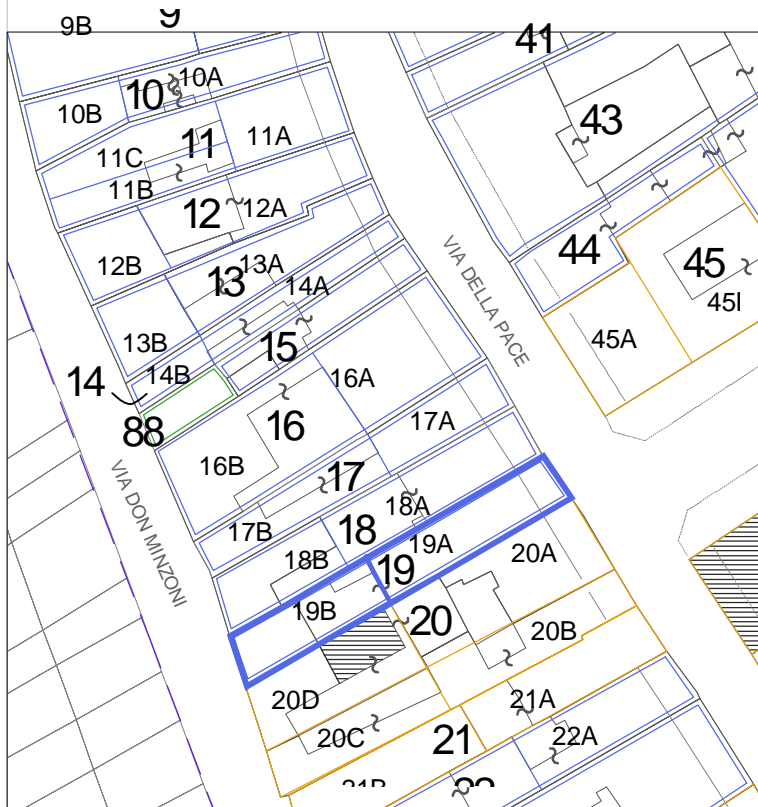 9B
9
10A
10
10B
11A
11
11C
11B
12A
12
12B
13A
13
13B
14A
14B
14
15
88
16A
16
16B
17A
17
17B
18A
18
18B
19A
19
19B
20A
20
20B
20D
20C
21A
21
22A
21B
22
41
43
44
45
45A
VIA DELLA PACE
VIA DON MINZONI